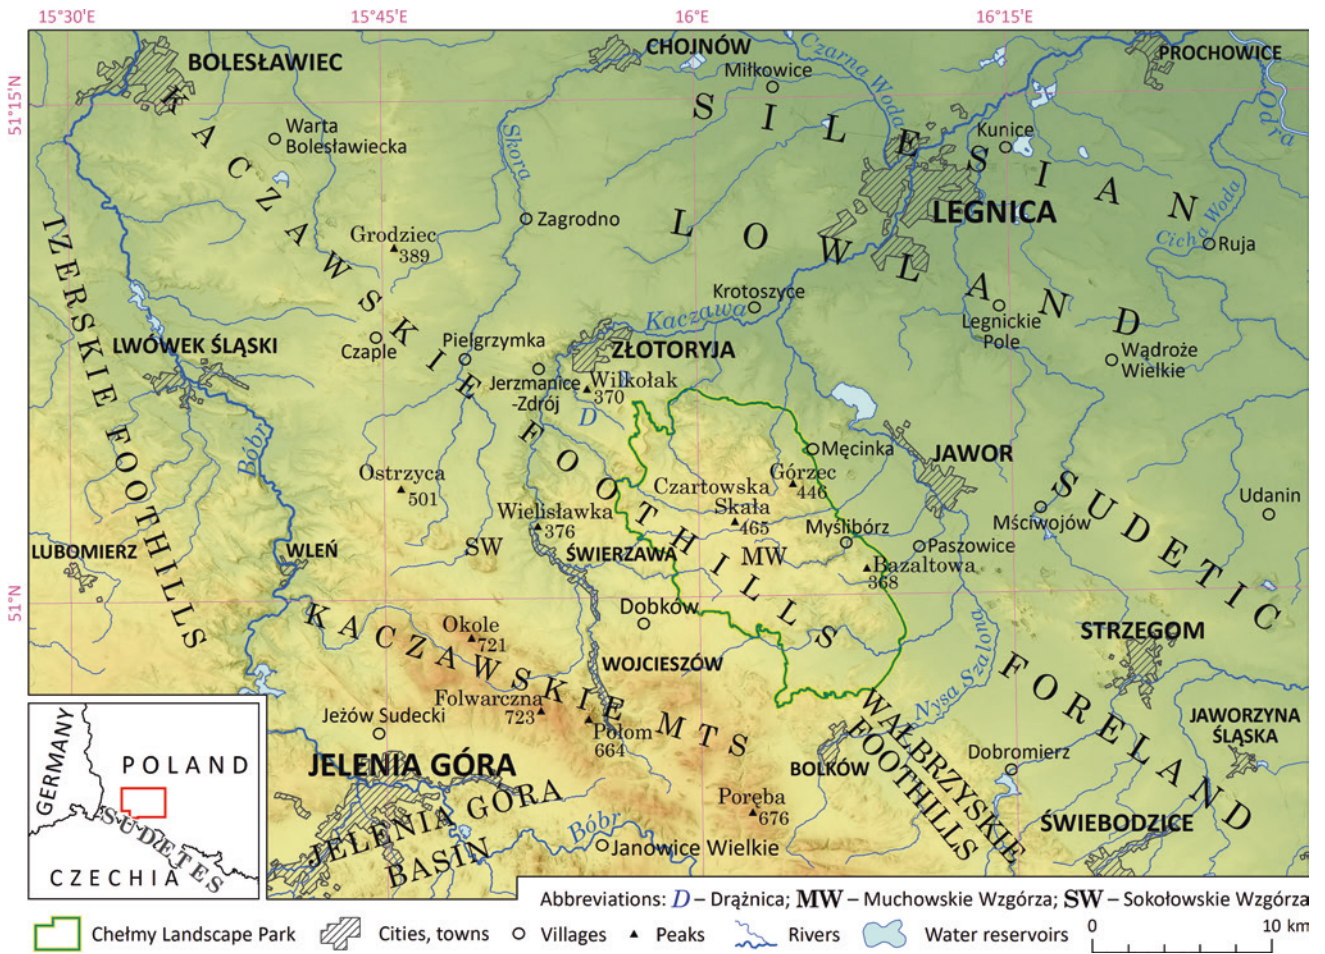 15°30'E 15°45'E 16°E 16°15'E
51°15'N
51°N
BOLESŁAWIEC
CHOJNÓW
PROCHOWICE
Miłkowice
Czarna Woda
Odra
Warta
Bolesławiecka
Skora
Kunice
SILESIAN
LOWLAND
LEGNICA
Zagrodno
Cicha Woda
Ruja
Grodziec
389
KACZAWSKIE
FOOTHILLS
IZERSKIE FOOTHILLS
Krotoszyce
Kaczawa
Legnickie
Pole
Wądroże
Wielkie
LWÓWEK ŚLĄSKI
Czaple
Pielgrzymka
ZŁOTORYJA
Jerzmanice
-Zdrój
Wilkołak
370
D
Bóbr
Męcinka
JAWOR
Ostrzyca
501
Górzec
446
Czartowska
Skała
465
Udanin
Wielisławka
376
Myślibórz
Mściwojów
SUDETIC
FORELAND
SW
MW
LUBOMIERZ
WLEŃ
ŚWIERZAWA
Paszowice
Bazaltowa
368
Dobków
Okole
721
KACZAWSKIE MTS
STRZEGOM
WOJCIESZÓW
Nysa Szalona
Folwarczna
723
Jeżów Sudecki
Połom
664
WAŁBRZYSKIE
FOOTHILLS
JAWORZYNA
ŚLĄSKA
Dobromierz
JELENIA GÓRA
BOLKÓW
JELENIA GÓRA
BASIN
Poręba
676
Bóbr
Janowice Wielkie
ŚWIEBODZICE
GERMANY
POLAND
SUDETES
CZECHIA
Abbreviations: D – Drążnica; MW – Muchowskie Wzgórza; SW – Sokołowskie Wzgórza
Chełmy Landscape Park Cities, towns Villages Peaks Rivers Water reservoirs
0 10 km